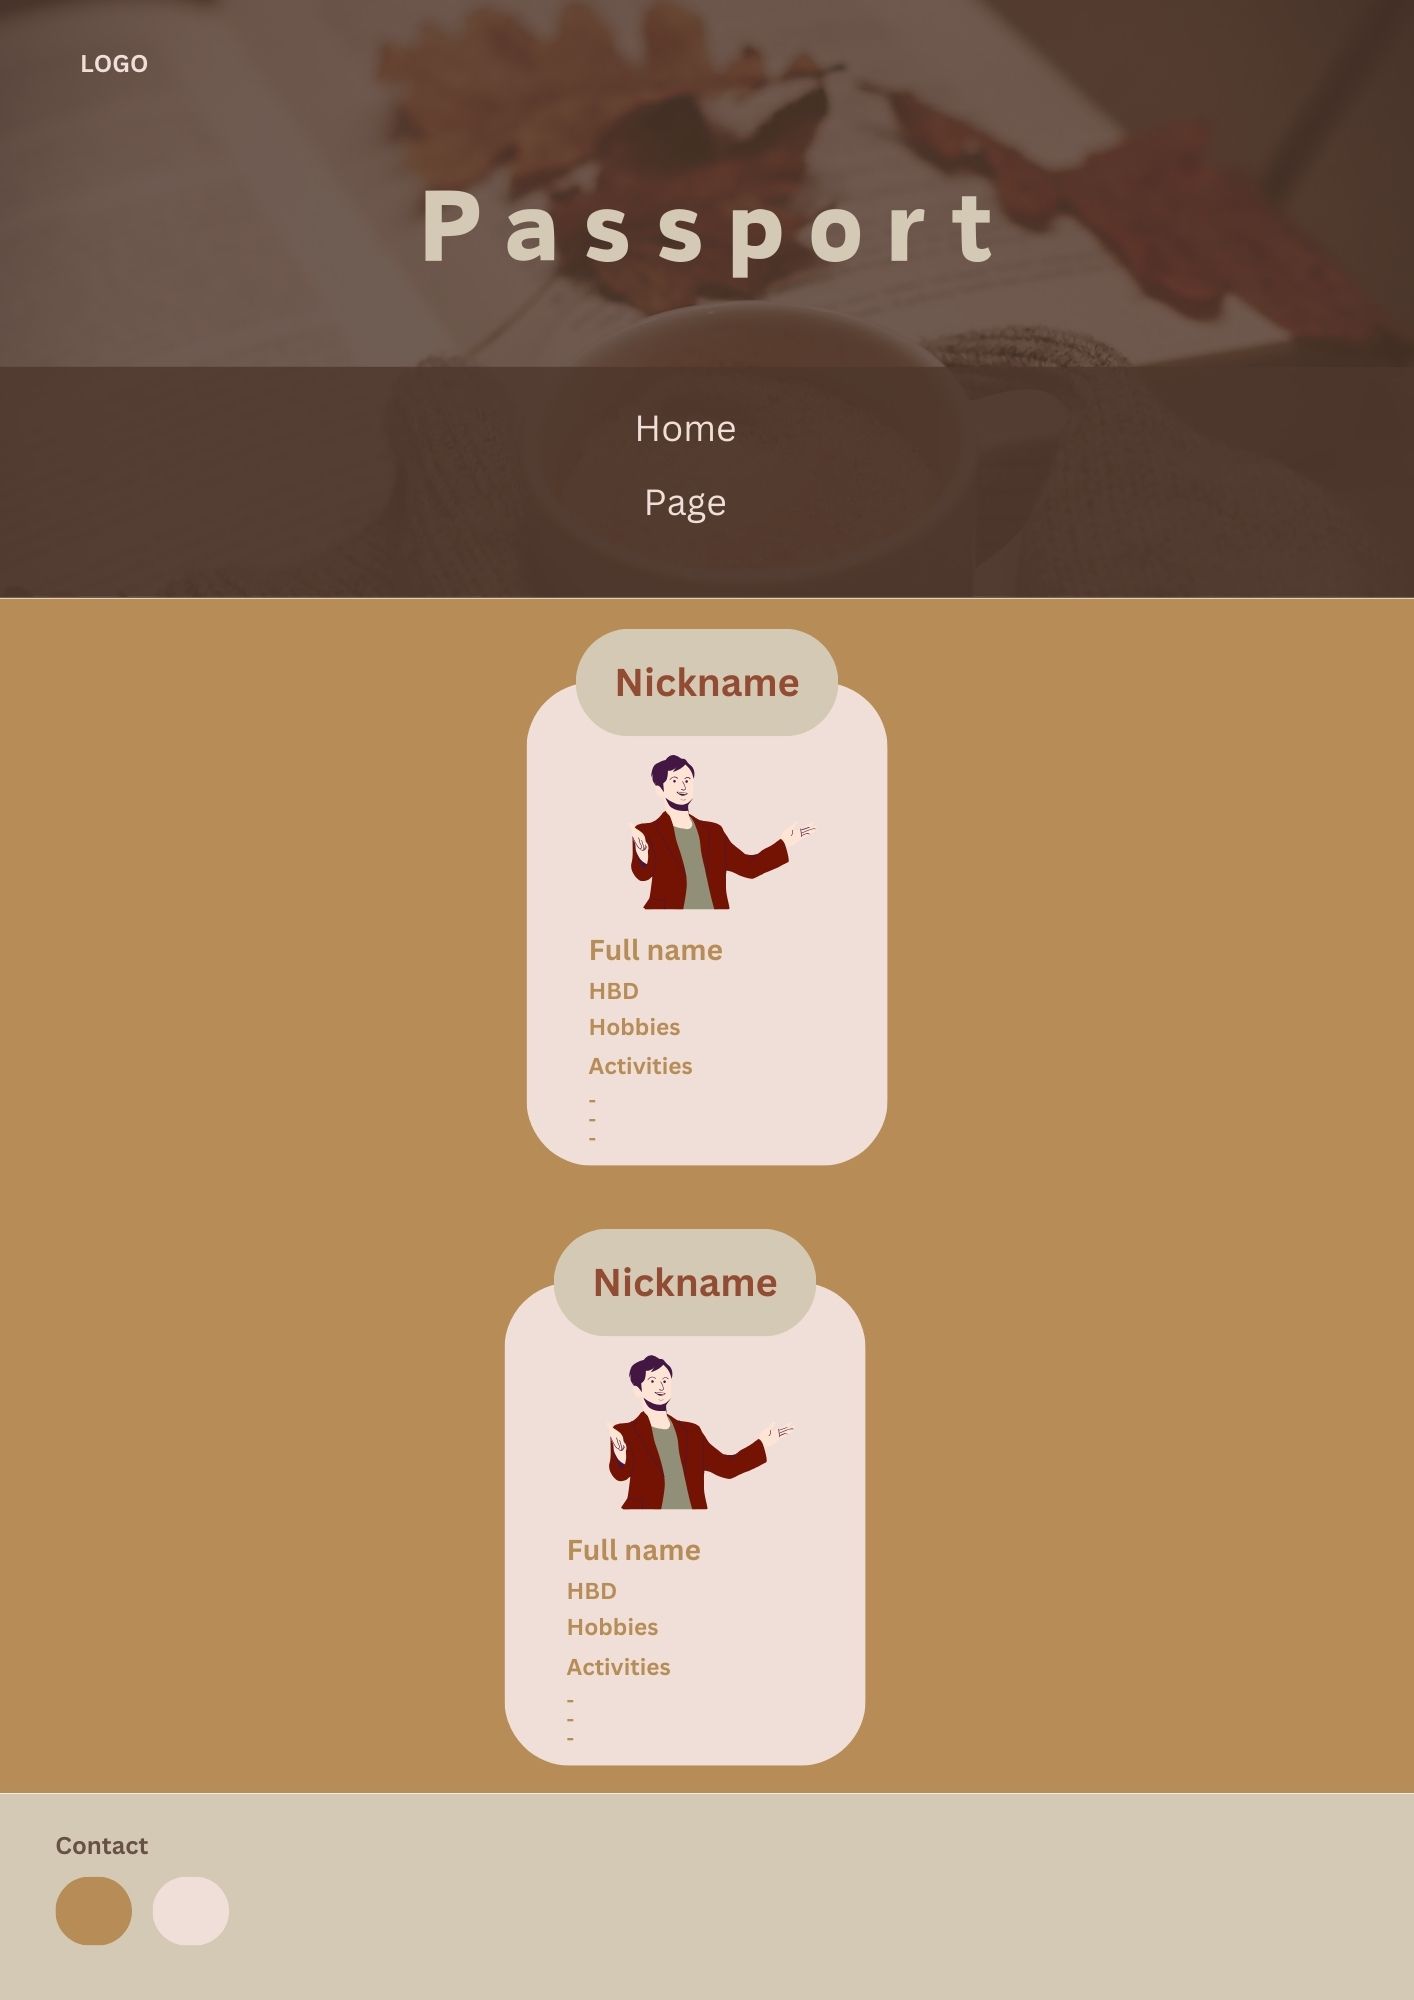 LOGO
Passport
Home
Page
Nickname
Full name
HBD
Hobbies
Activities
-
-
-
Nickname
Full name
HBD
Hobbies
Activities
-
-
-
Contact